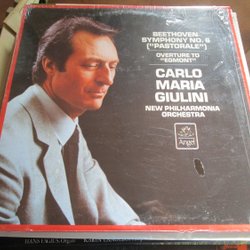 BEETHOVEN:
SYMPHONY NO. 6
("PASTORALE")
OVERTURE TO
"EGMONT"
CARLO
MARIA
GIULINI
NEW PHILHARMONIA
ORCHESTRA
Angel